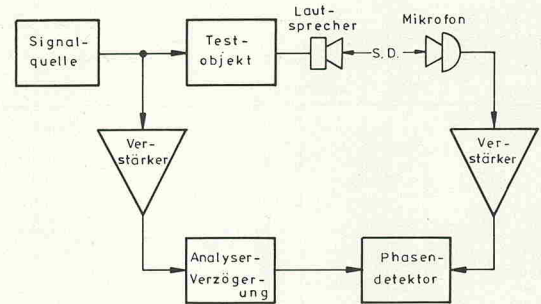 Laut-
sprecher
Mikrofon
Signal-
quelle
Test-
objekt
S.D.
Ver-
stärker
Ver-
stärker
Analyser-
Verzöger-
ung
Phasen-
detektor